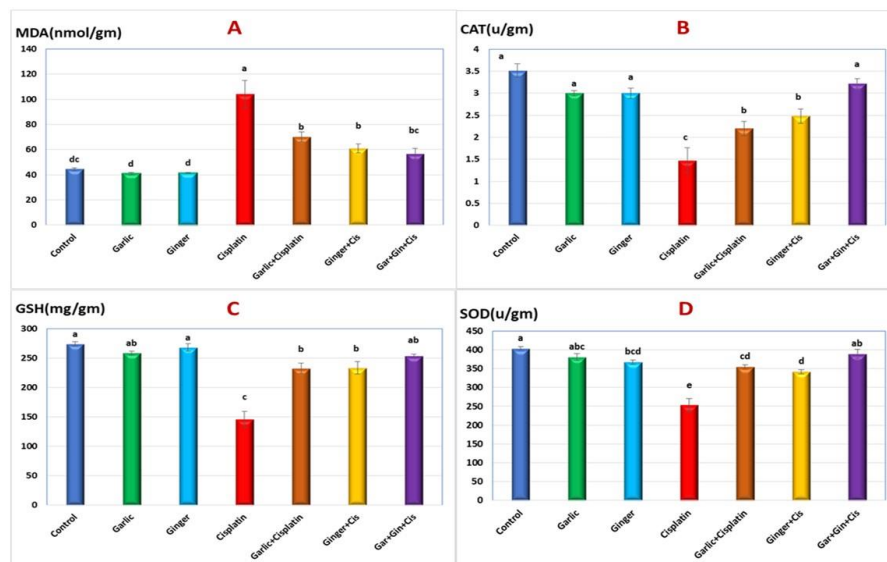 MDA(nmol/gm)
A
140
120
100
80
60
40
20
0
dc
d
d
a
b
b
bc
Control
Garlic
Ginger
Cisplatin
Garlic+Cisplatin
Ginger+Cis
Gar+Gin+Cis
CAT(u/gm)
B
4
3.5
3
2.5
2
1.5
1
0.5
0
a
a
a
c
b
b
a
Control
Garlic
Ginger
Cisplatin
Garlic+Cisplatin
Ginger+Cis
Gar+Gin+Cis
GSH(mg/gm)
C
300
250
200
150
100
50
0
a
ab
a
c
b
b
ab
Control
Garlic
Ginger
Cisplatin
Garlic+Cisplatin
Ginger+Cis
Gar+Gin+Cis
SOD(u/gm)
D
450
400
350
300
250
200
150
100
50
0
a
abc
bcd
e
cd
d
ab
Control
Garlic
Ginger
Cisplatin
Garlic+Cisplatin
Ginger+Cis
Gar+Gin+Cis